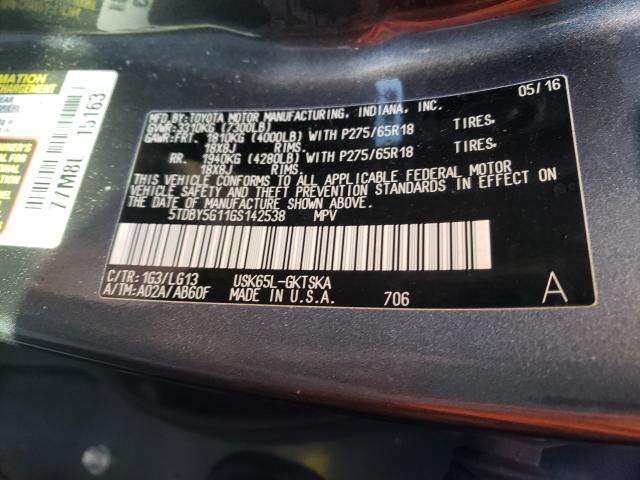 MFD.BY: TOYOTA MOTOR MANUFACTURING, INDIANA, INC. 05/16
GVWR: 3310KG (7300LB)
GAWR: FRT. 1810KG (4000LB) WITH P275/65R18 TIRES.
18X8J RIMS.
RR. 1940KG (4280LB) WITH P275/65R18 TIRES.
18X8J RIMS.
THIS VEHICLE CONFORMS TO ALL APPLICABLE FEDERAL MOTOR
VEHICLE SAFETY AND THEFT PREVENTION STANDARDS IN EFFECT
ON THE DATE OF MANUFACTURE SHOWN ABOVE.
5TDBY5G11GS142538 MPV
C/TR: 1G3/LG13 USK65L-GKTSKA
A/TM: A02A/AB60F MADE IN U.S.A. 706 A
77M8L 15163